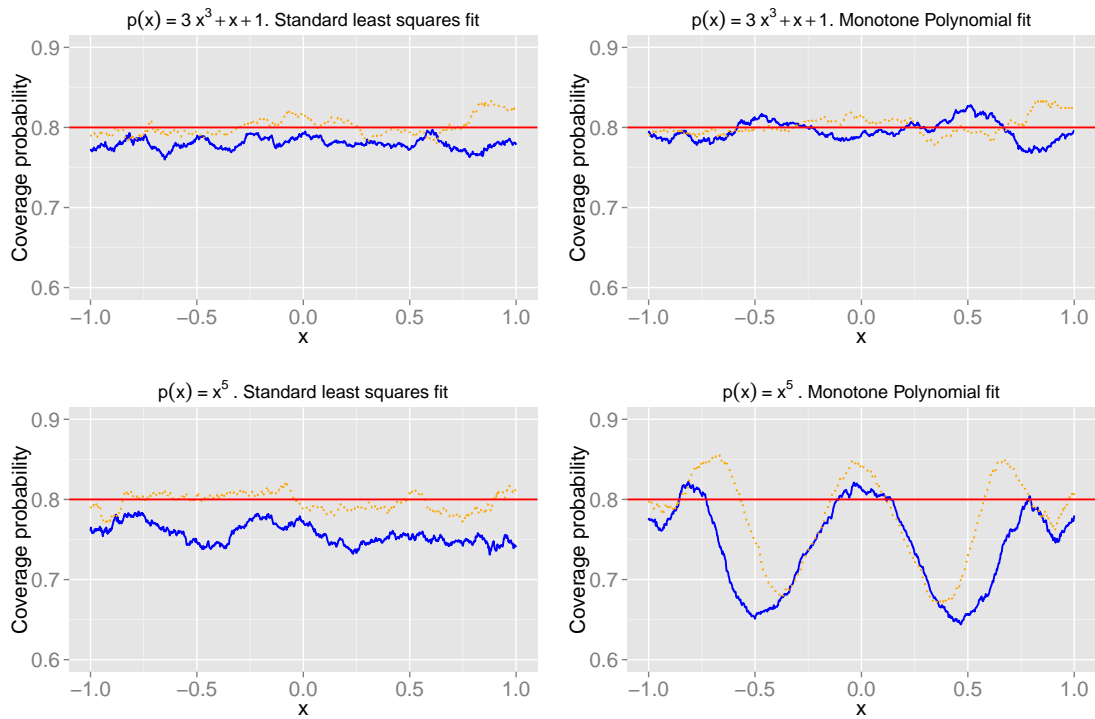 p(x) = 3 x³ + x + 1. Standard least squares fit
Coverage probability
0.9
0.8
0.7
0.6
−1.0 −0.5 0.0 0.5 1.0
x
p(x) = 3 x³ + x + 1. Monotone Polynomial fit
Coverage probability
0.9
0.8
0.7
0.6
−1.0 −0.5 0.0 0.5 1.0
x
p(x) = x⁵ . Standard least squares fit
Coverage probability
0.9
0.8
0.7
0.6
−1.0 −0.5 0.0 0.5 1.0
x
p(x) = x⁵ . Monotone Polynomial fit
Coverage probability
0.9
0.8
0.7
0.6
−1.0 −0.5 0.0 0.5 1.0
x